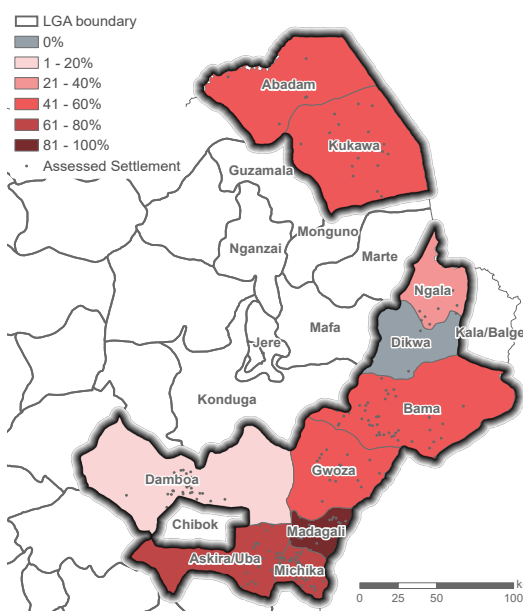 LGA boundary
0%
1 - 20%
21 - 40%
41 - 60%
61 - 80%
81 - 100%
Assessed Settlement
Abadam
Kukawa
Guzamala
Monguno
Nganzai
Marte
Ngala
Mafa
Jere
Dikwa
Kala/Balge
Konduga
Bama
Gwoza
Damboa
Chibok
Madagali
Askira/Uba
Michika
k
0 25 50 100